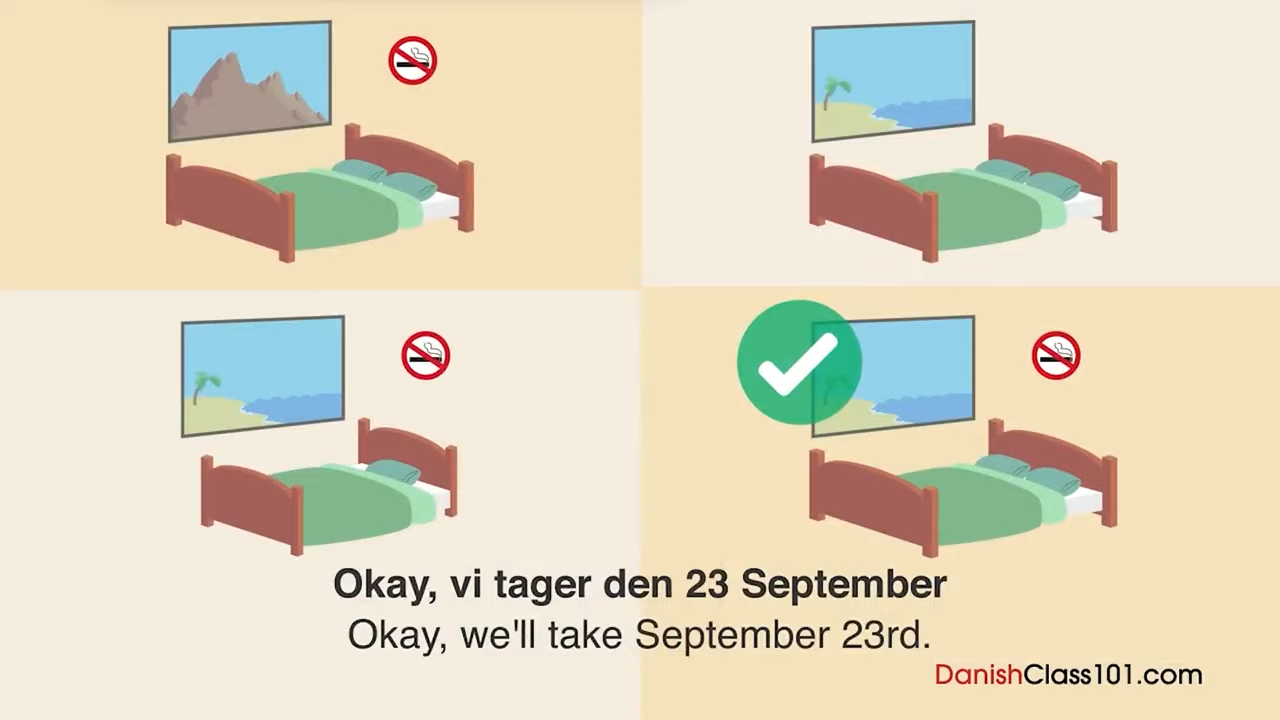 Okay, vi tager den 23 September
Okay, we'll take September 23rd.
DanishClass101.com